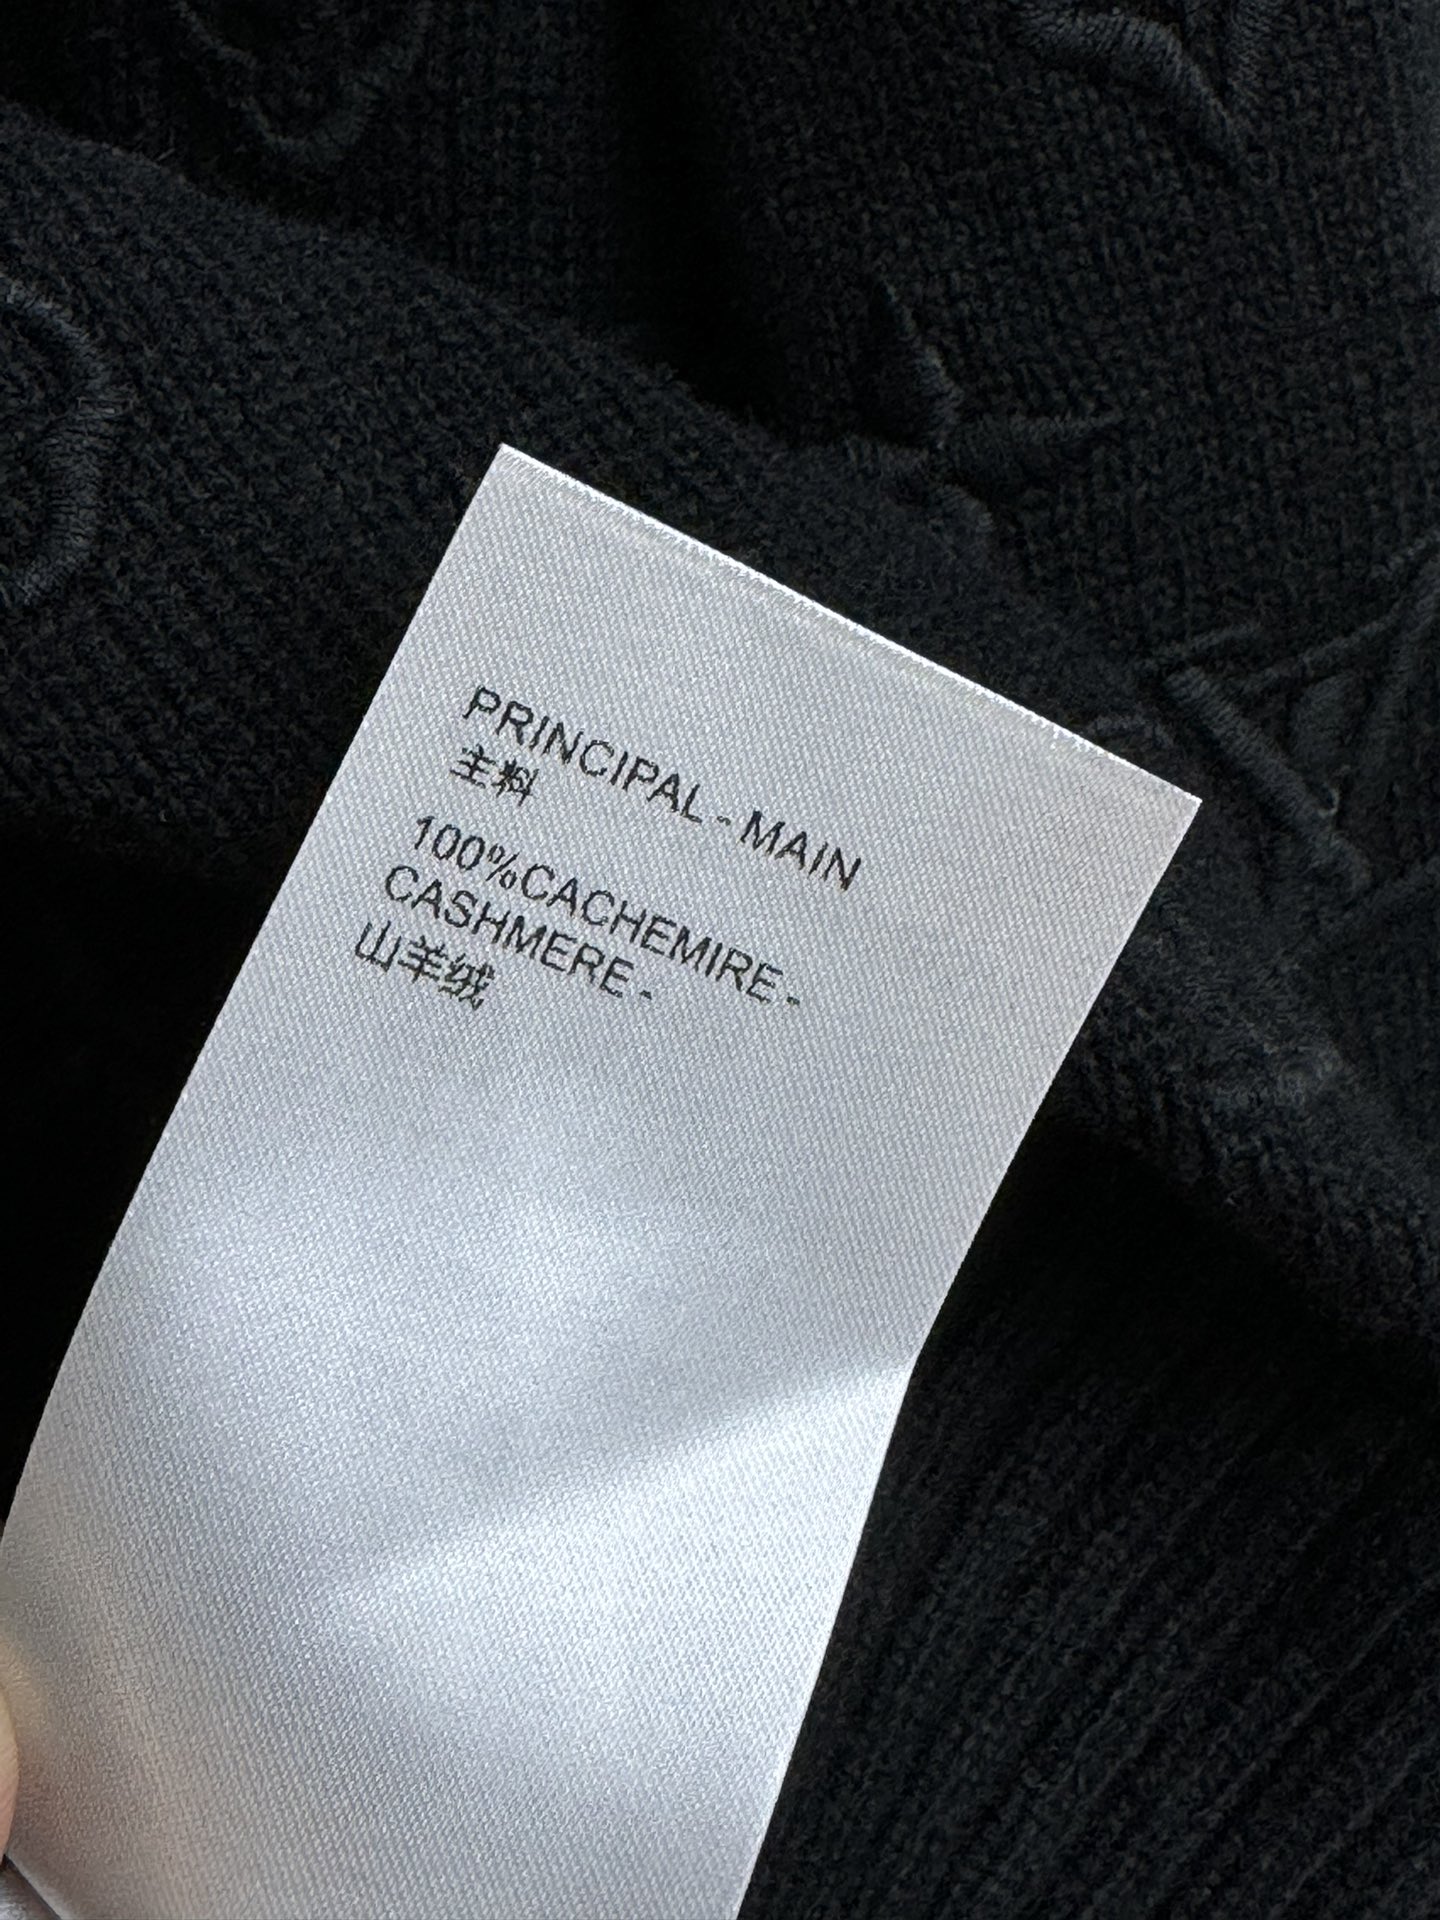 PRINCIPAL - MAIN
主料
100%CACHEMIRE -
CASHMERE -
山羊绒